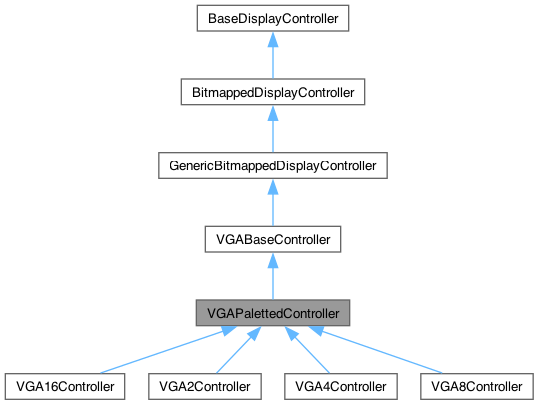 BaseDisplayController
BitmappedDisplayController
GenericBitmappedDisplayController
VGABaseController
VGAPalettedController
VGA16Controller
VGA2Controller
VGA4Controller
VGA8Controller